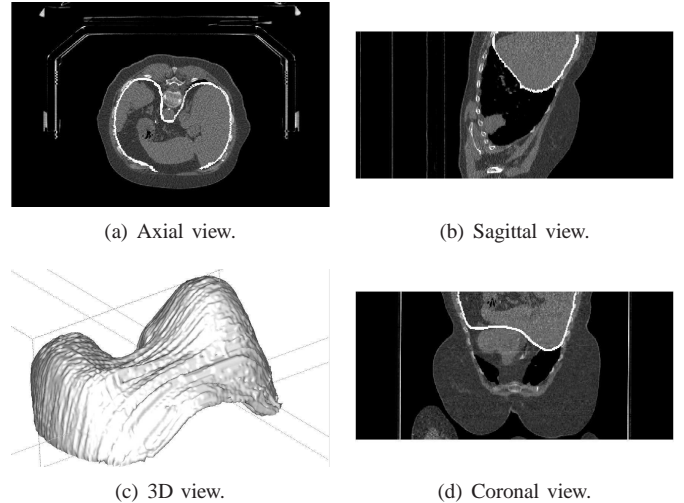 (a) Axial view.
(b) Sagittal view.
(c) 3D view.
(d) Coronal view.